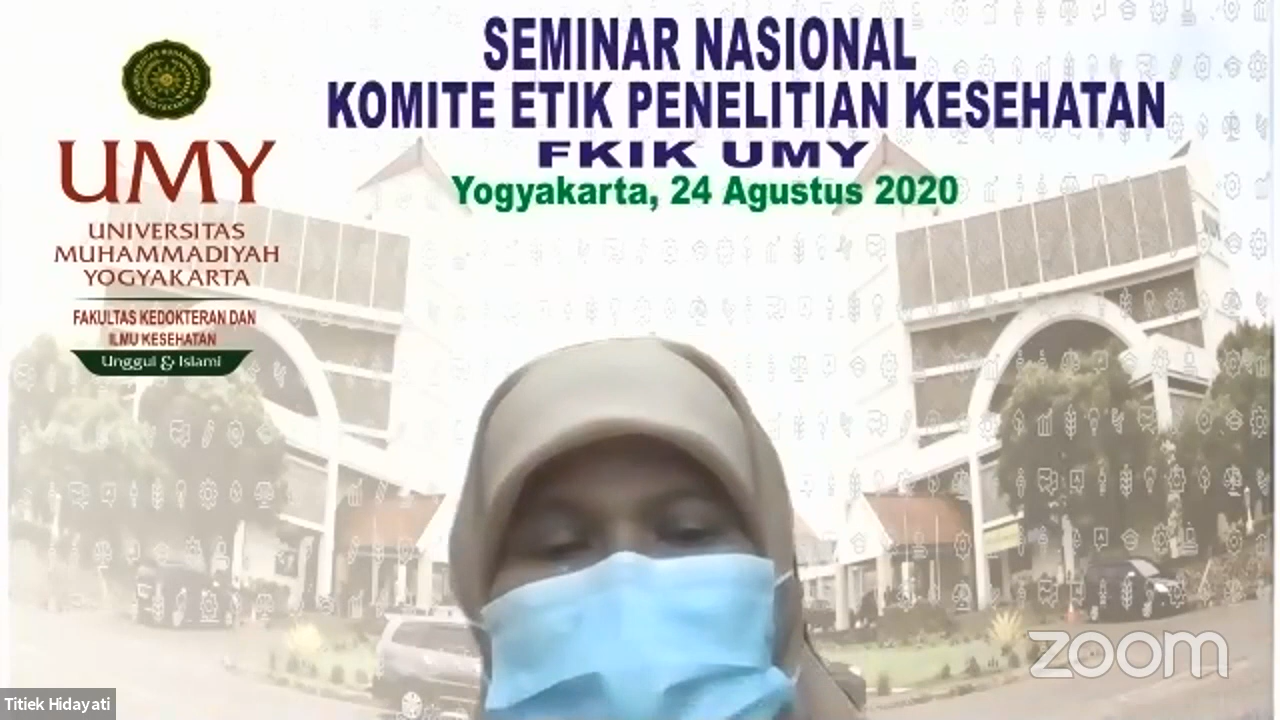 SEMINAR NASIONAL
KOMITE ETIK PENELITIAN KESEHATAN
FKIK UMY
Yogyakarta, 24 Agustus 2020
UMY
UNIVERSITAS
MUHAMMADIYAH
YOGYAKARTA
FAKULTAS KEDOKTERAN DAN
ILMU KESEHATAN
Unggul & Islami
zoom
Titiek Hidayati